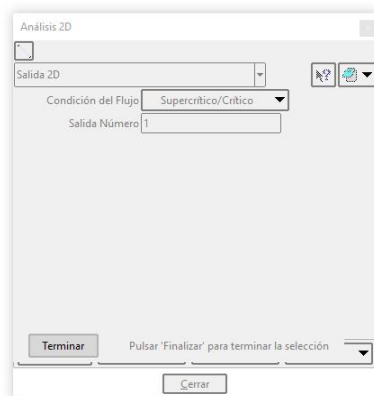 Análisis 2D
Salida 2D
Condición del Flujo Supercrítico/Crítico
Salida Número 1
Terminar Pulsar 'Finalizar' para terminar la selección
Cerrar